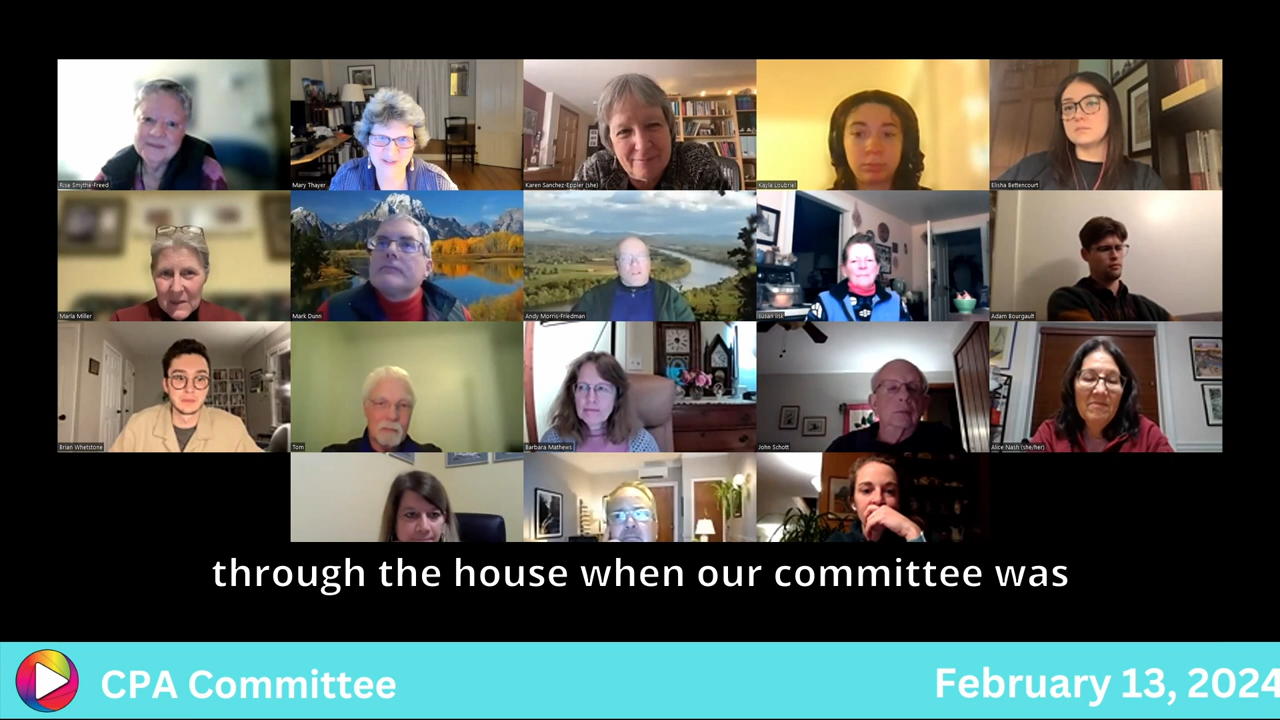 Rise Smythe-Freed
Mary Thayer
Karen Sanchez-Eppler (she)
Kayla Loubriel
Elisha Bettencourt
Marla Miller
Mark Dunn
Andy Morris-Friedman
susan lisk
Adam Bourgault
Brian Whetstone
Tom
Barbara Mathews
John Schott
Alice Nash (she/her)
through the house when our committee was
CPA Committee
February 13, 2024